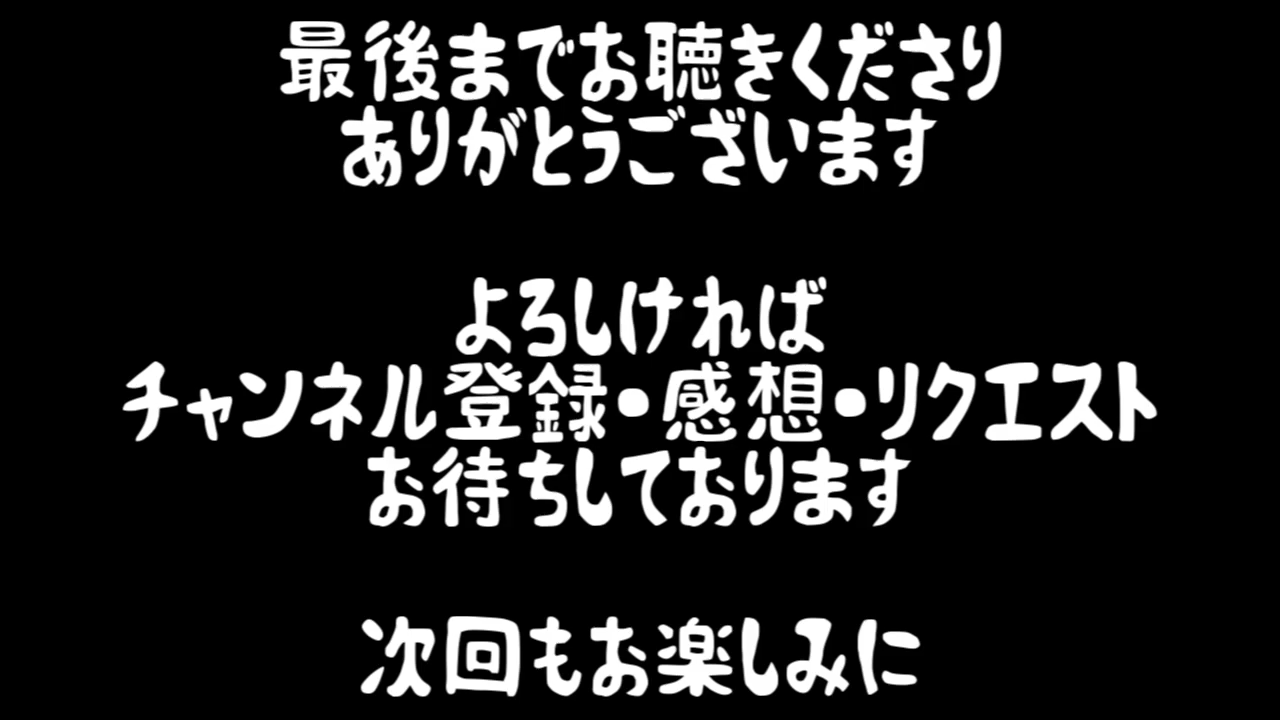 最後までお聴きくださり
ありがとうございます
よろしければ
チャンネル登録・感想・リクエスト
お待ちしております
次回もお楽しみに